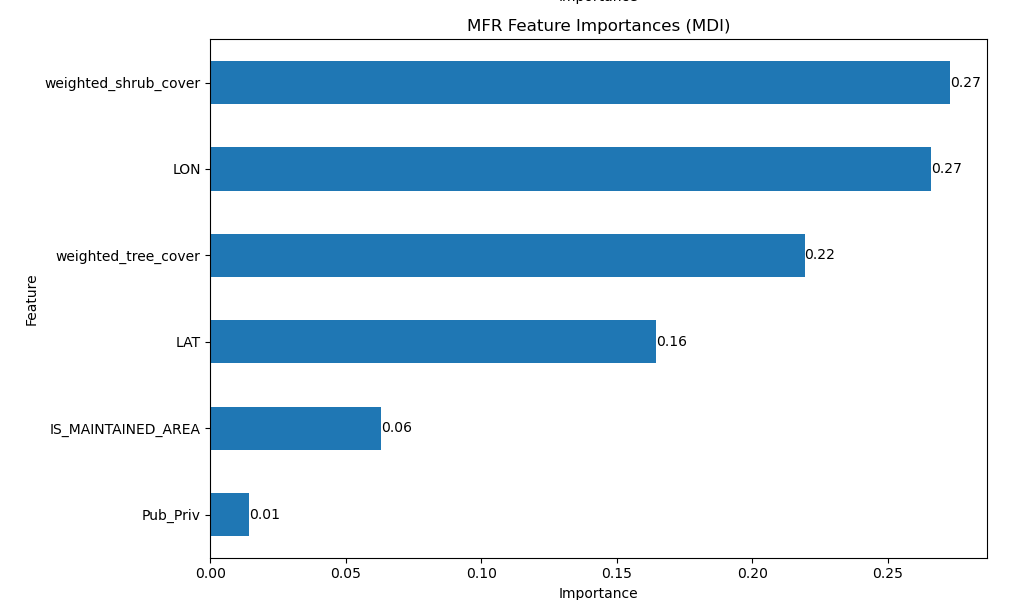 Importance
MFR Feature Importances (MDI)
weighted_shrub_cover
0.27
LON
0.27
weighted_tree_cover
0.22
Feature
LAT
0.16
IS_MAINTAINED_AREA
0.06
Pub_Priv
0.01
0.00 0.05 0.10 0.15 0.20 0.25
Importance